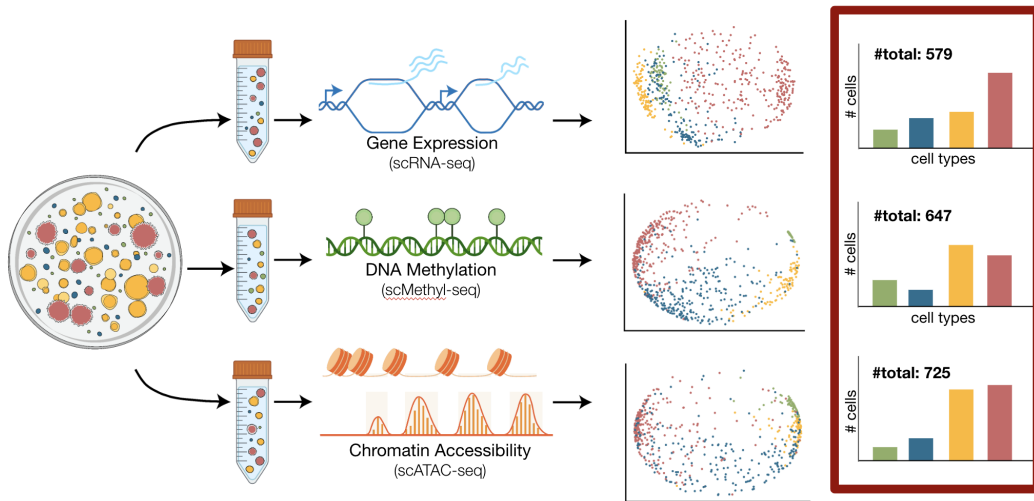 Gene Expression
(scRNA-seq)
#total: 579
# cells
cell types
DNA Methylation
(scMethyl-seq)
#total: 647
# cells
cell types
Chromatin Accessibility
(scATAC-seq)
#total: 725
# cells